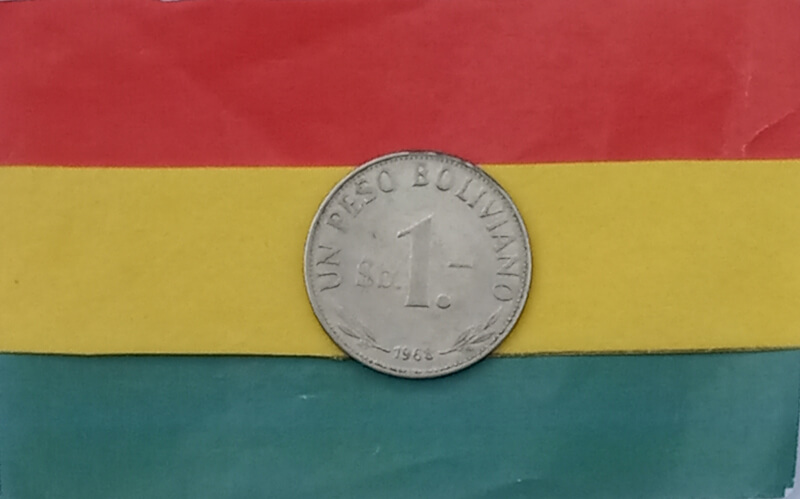 UN PESO BOLIVIANO
$b. 1.-
1968